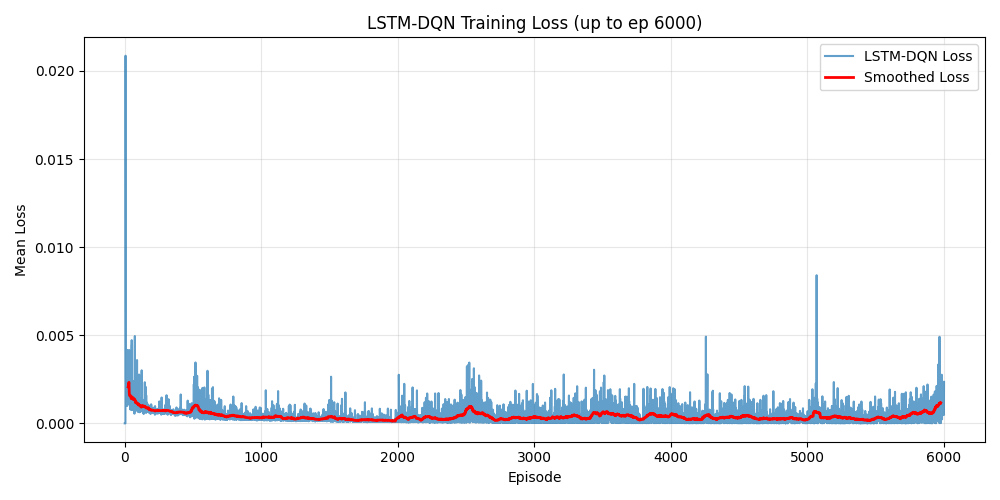 LSTM-DQN Training Loss (up to ep 6000)
LSTM-DQN Loss
Smoothed Loss
Mean Loss
0.020
0.015
0.010
0.005
0.000
0 1000 2000 3000 4000 5000 6000
Episode